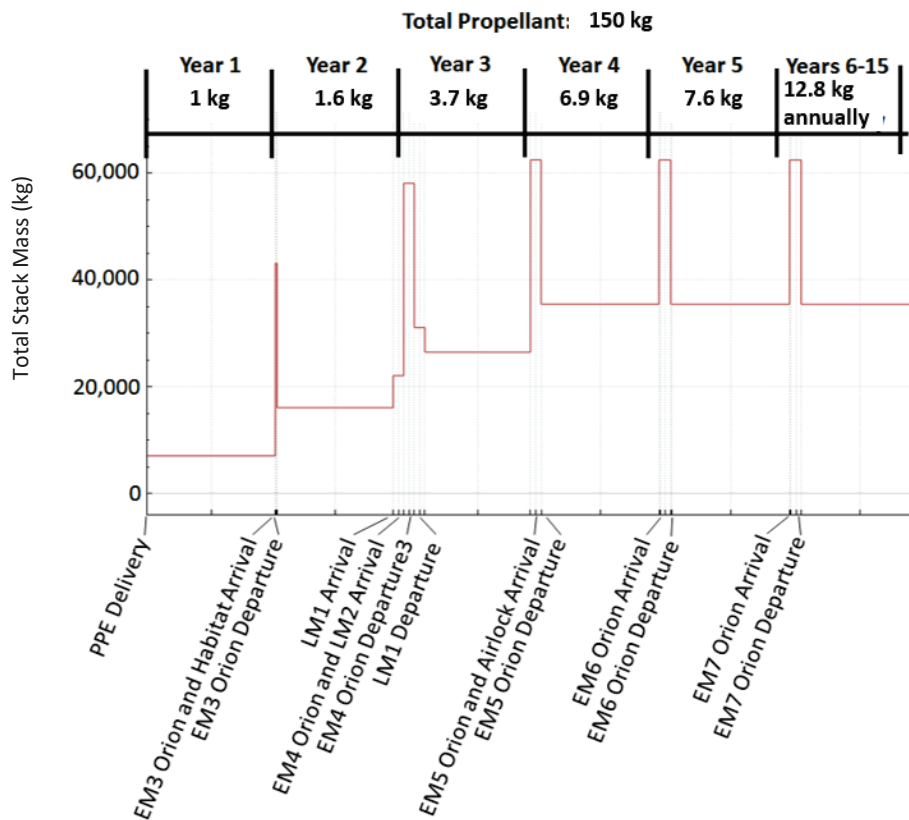 Total Propellant: 150 kg
Year 1
1 kg
Year 2
1.6 kg
Year 3
3.7 kg
Year 4
6.9 kg
Year 5
7.6 kg
Years 6-15
12.8 kg
annually
Total Stack Mass (kg)
60,000
40,000
20,000
0
PPE Delivery
EM3 Orion and Habitat Arrival
EM3 Orion Departure
LM1 Arrival
EM4 Orion and LM2 Arrival
EM4 Orion Departure3
LM1 Departure
EM5 Orion and Airlock Arrival
EM5 Orion Departure
EM6 Orion Arrival
EM6 Orion Departure
EM7 Orion Arrival
EM7 Orion Departure